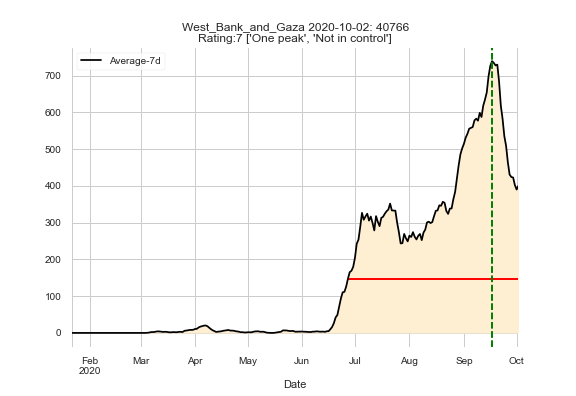 West_Bank_and_Gaza 2020-10-02: 40766
Rating:7 ['One peak', 'Not in control']
Average-7d
700
600
500
400
300
200
100
0
Feb Mar Apr May Jun Jul Aug Sep Oct
2020
Date